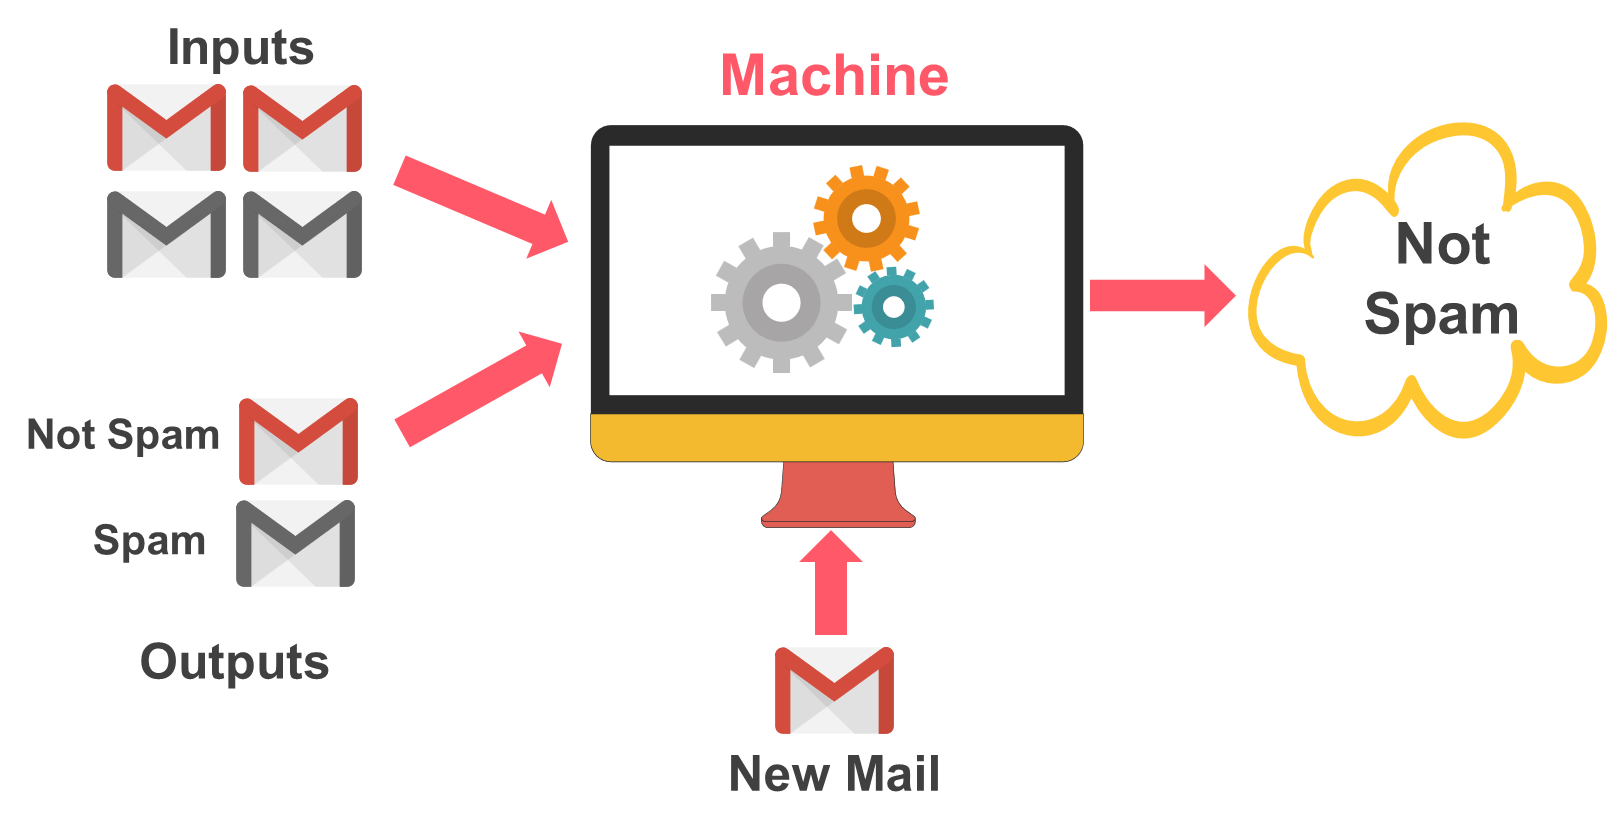 Inputs
Machine
Not
Spam
Not Spam
Spam
Outputs
New Mail